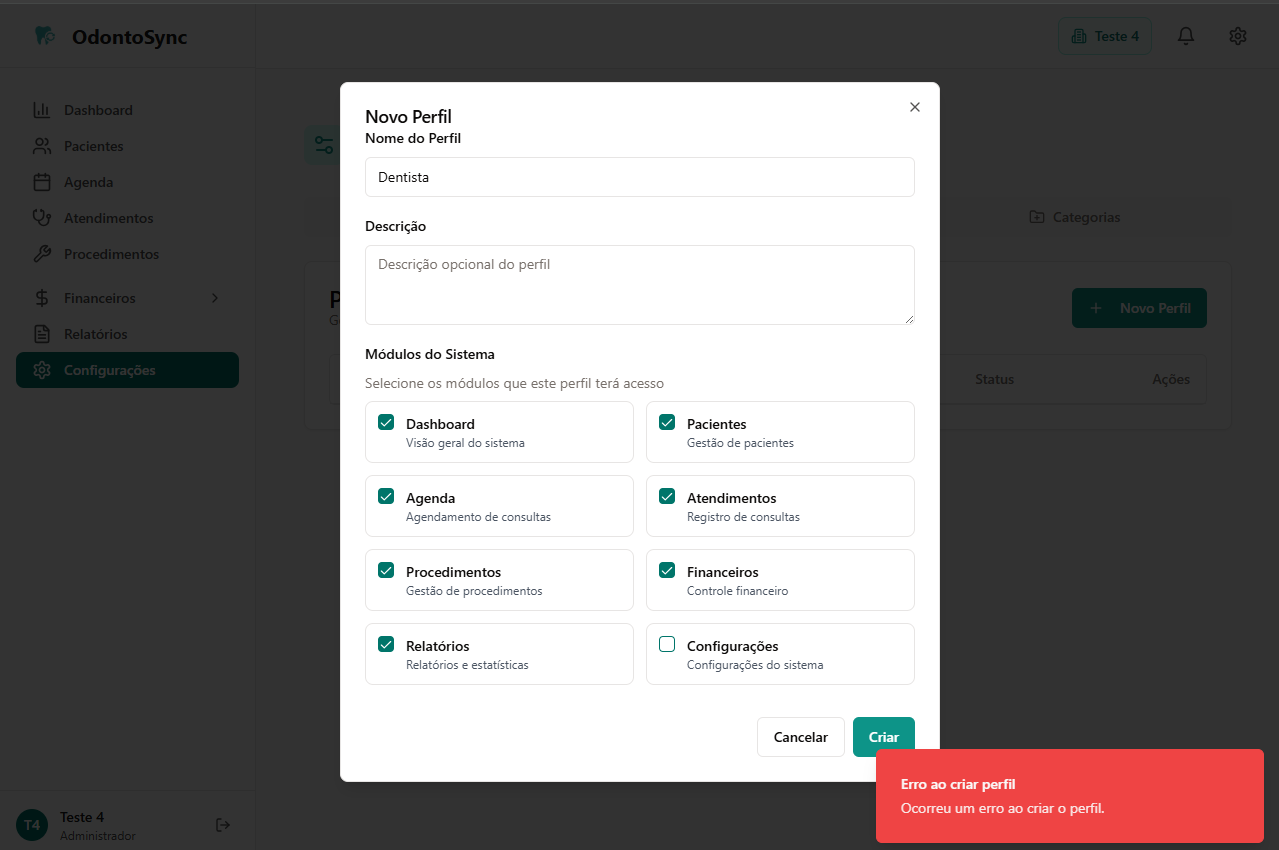 OdontoSync
Teste 4
Dashboard
Pacientes
Agenda
Atendimentos
Procedimentos
Financeiros
Relatórios
Configurações
Categorias
Novo Perfil
Status
Ações
Novo Perfil
Nome do Perfil
Dentista
Descrição
Descrição opcional do perfil
Módulos do Sistema
Selecione os módulos que este perfil terá acesso
Dashboard
Visão geral do sistema
Pacientes
Gestão de pacientes
Agenda
Agendamento de consultas
Atendimentos
Registro de consultas
Procedimentos
Gestão de procedimentos
Financeiros
Controle financeiro
Relatórios
Relatórios e estatísticas
Configurações
Configurações do sistema
Cancelar
Criar
Erro ao criar perfil
Ocorreu um erro ao criar o perfil.
T4
Teste 4
Administrador